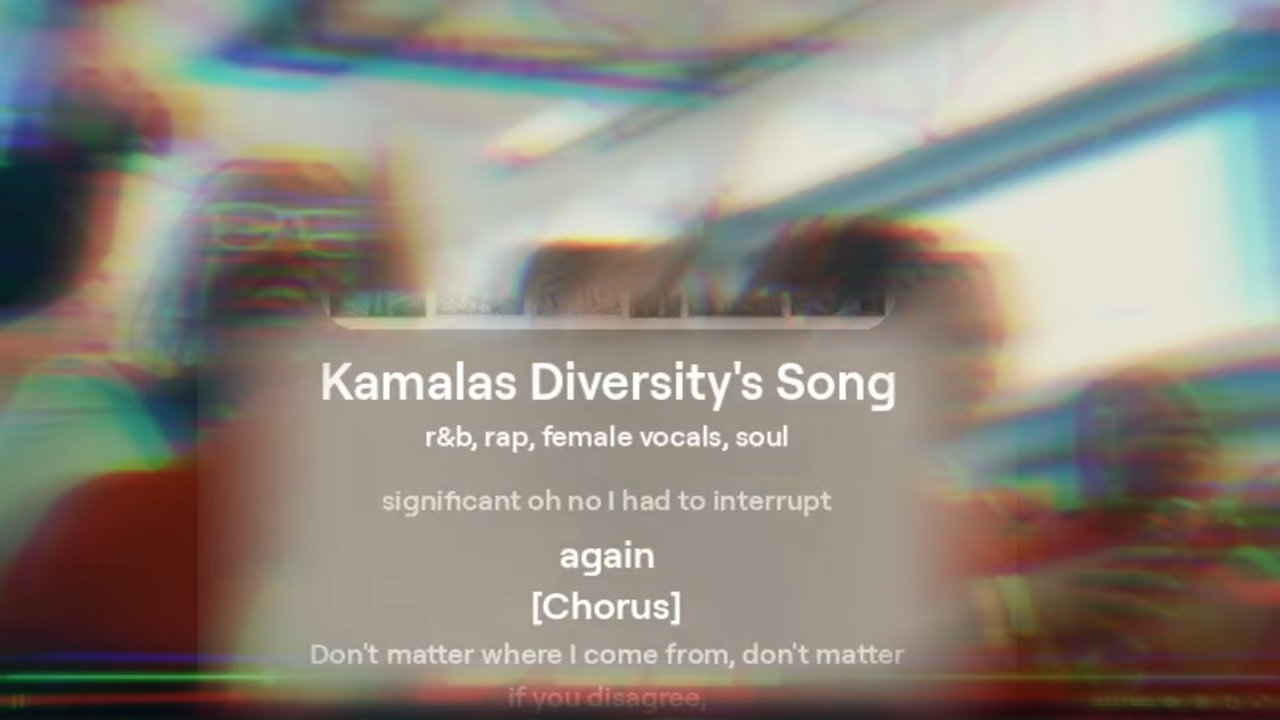 Kamalas Diversity's Song
r&b, rap, female vocals, soul
significant oh no I had to interrupt
again
[Chorus]
Don't matter where I come from, don't matter
if you disagree,